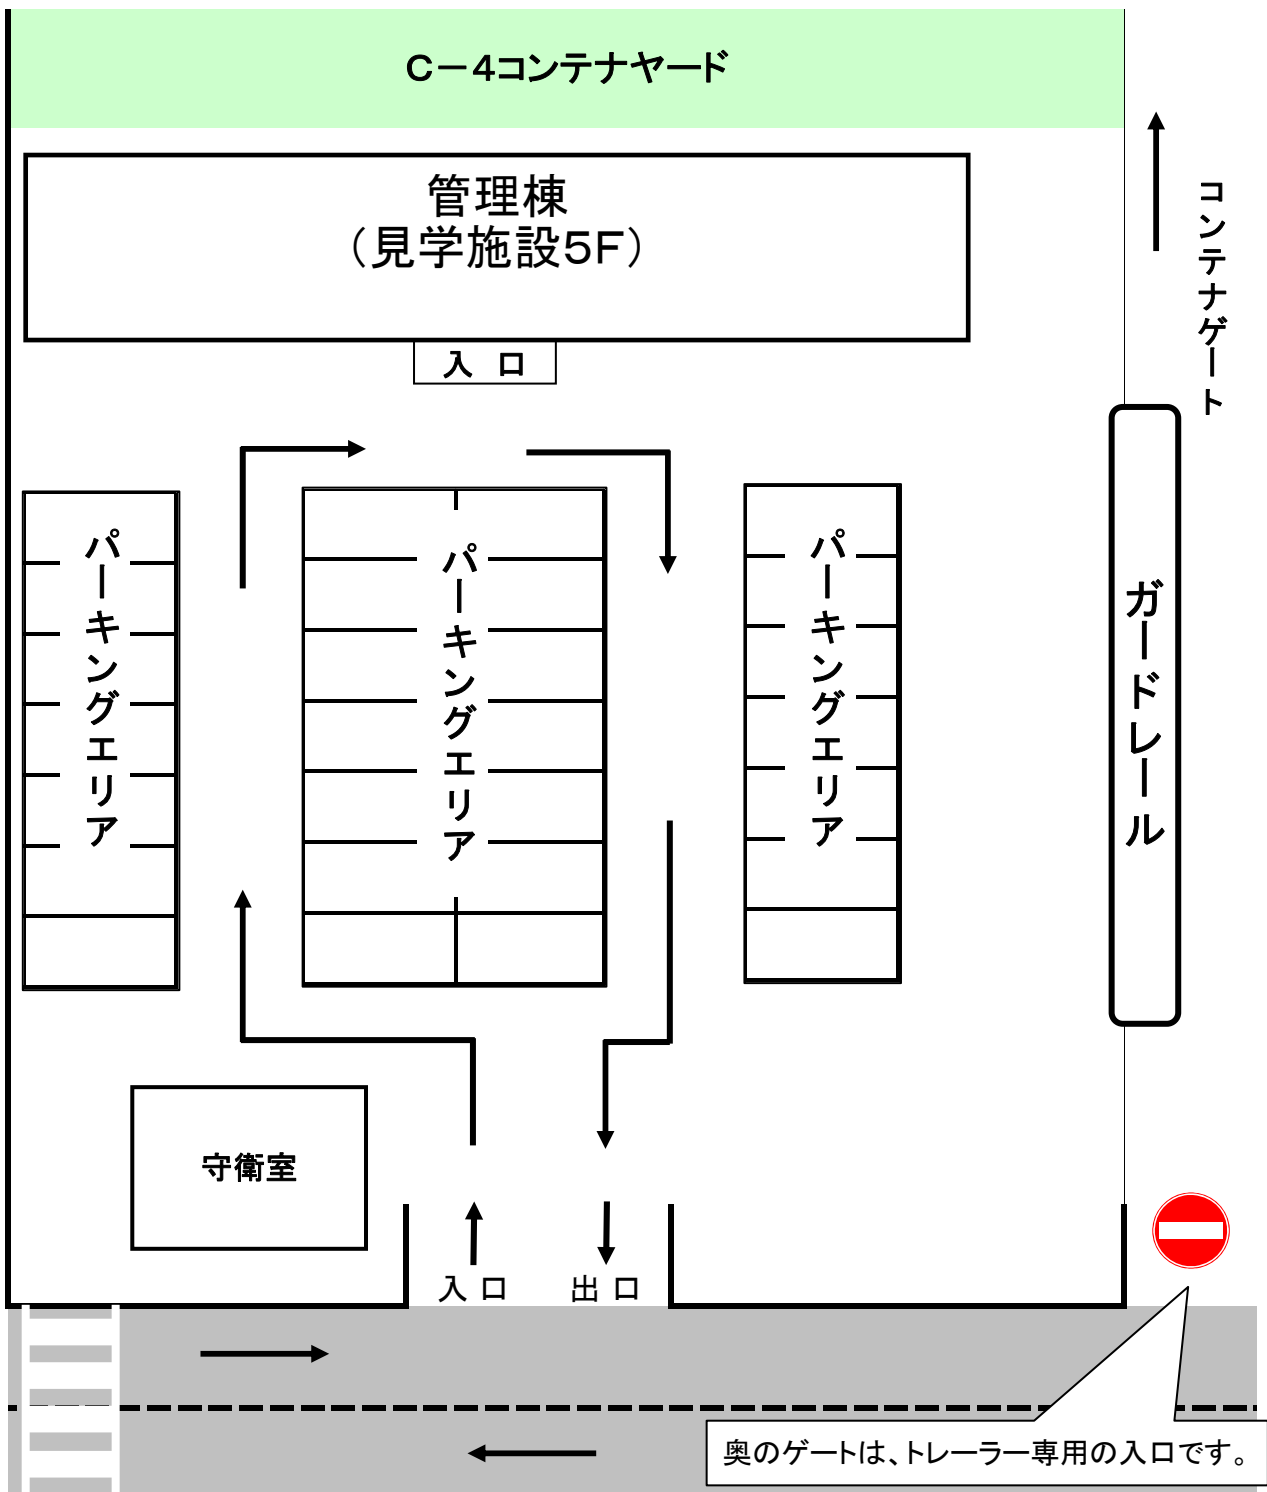 C－4コンテナヤード
管理棟
（見学施設5F）
入　口
コンテナゲート
パーキングエリア
パーキングエリア
パーキングエリア
ガードレール
守衛室
入 口
出 口
奥のゲートは、トレーラー専用の入口です。